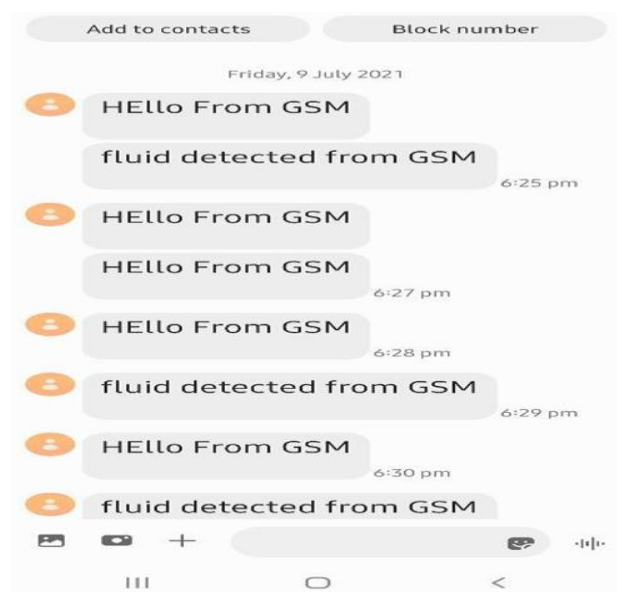 Add to contacts Block number
Friday, 9 July 2021
HEllo From GSM
fluid detected from GSM
6:25 pm
HEllo From GSM
HEllo From GSM
6:27 pm
HEllo From GSM
6:28 pm
fluid detected from GSM
6:29 pm
HEllo From GSM
6:30 pm
fluid detected from GSM